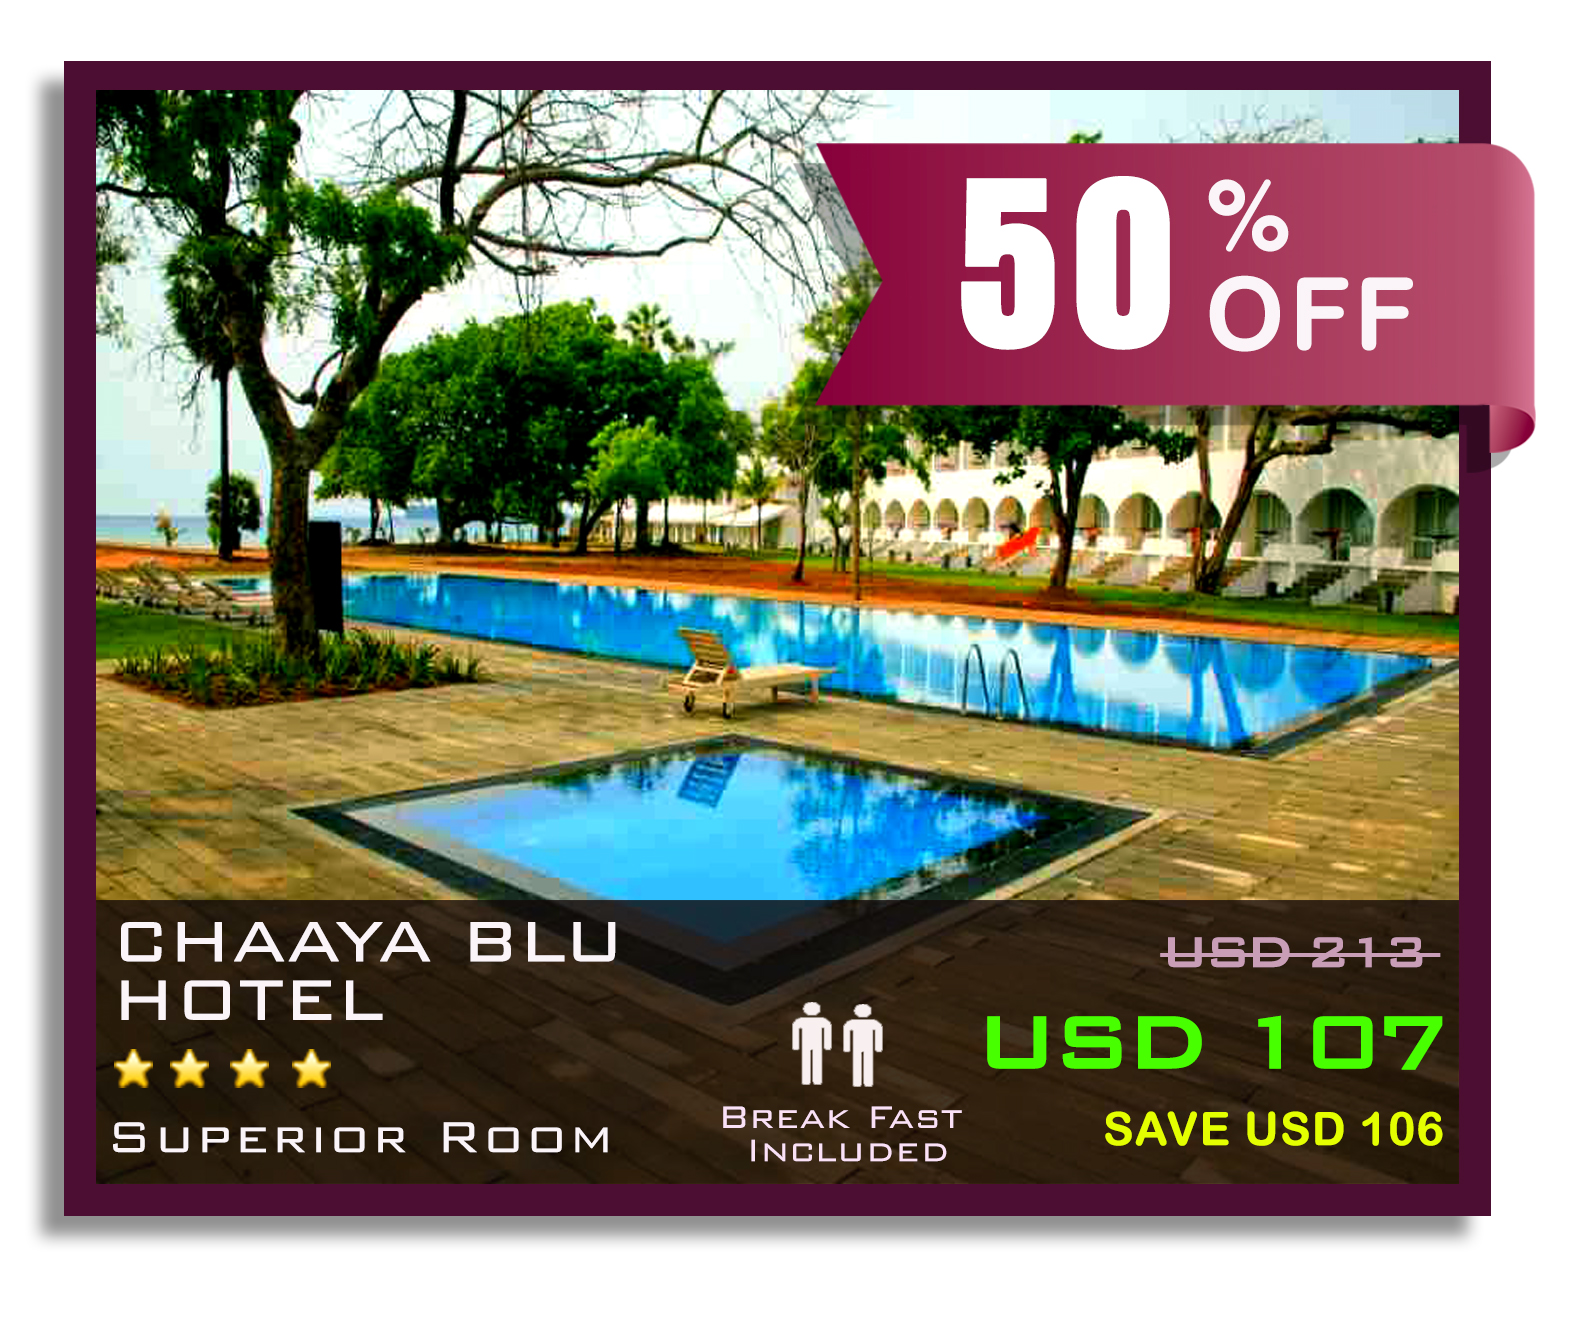 50 %
OFF
CHAAYA BLU
HOTEL
SUPERIOR ROOM
BREAK FAST
INCLUDED
USD 213
USD 107
SAVE USD 106